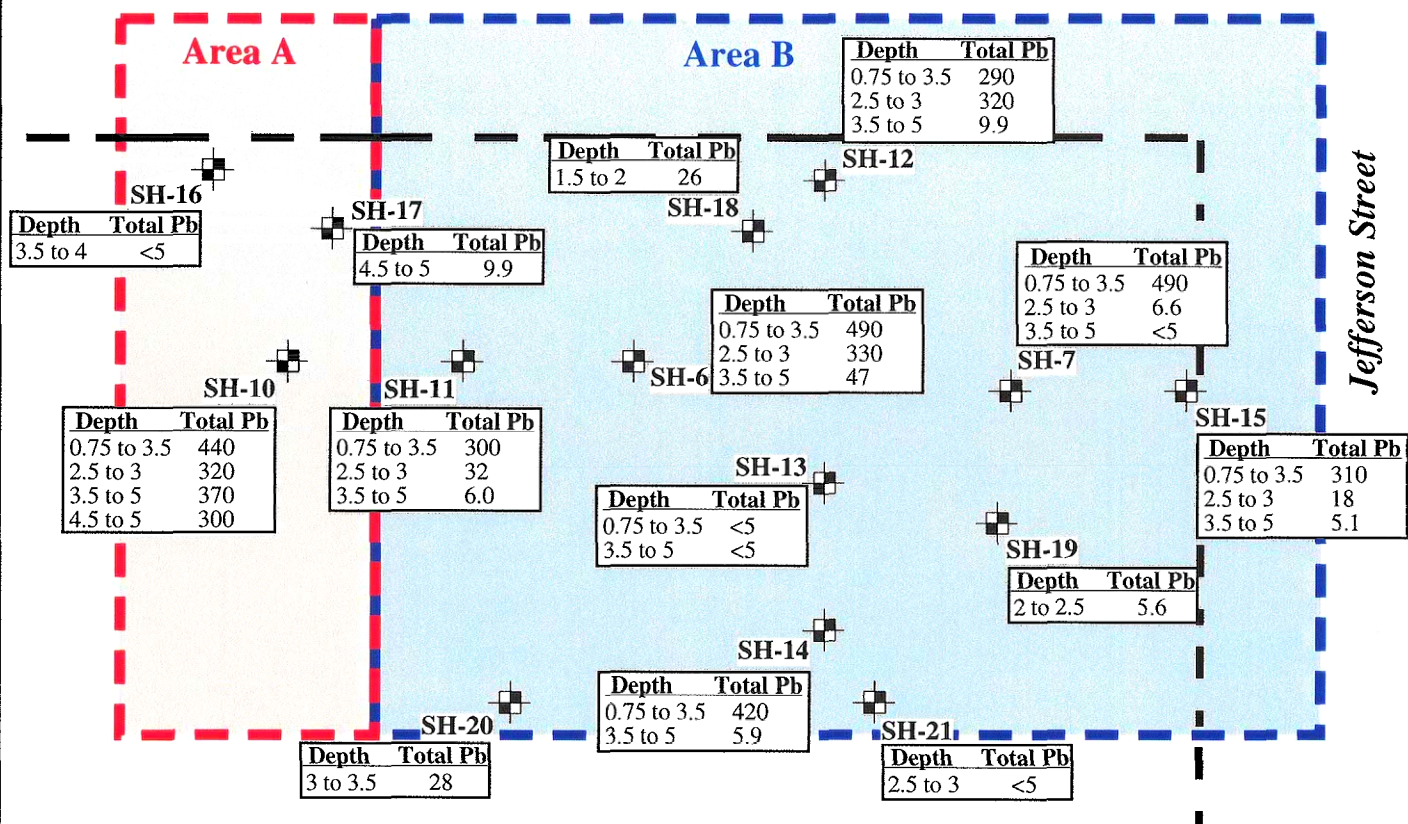 Area A
Area B
Depth Total Pb
0.75 to 3.5 290
2.5 to 3 320
3.5 to 5 9.9
SH-12
Depth Total Pb
1.5 to 2 26
SH-18
SH-16
Depth Total Pb
3.5 to 4 <5
SH-17
Depth Total Pb
4.5 to 5 9.9
Jefferson Street
Depth Total Pb
0.75 to 3.5 490
2.5 to 3 6.6
3.5 to 5 <5
SH-7
Depth Total Pb
0.75 to 3.5 490
2.5 to 3 330
3.5 to 5 47
SH-6
SH-10
Depth Total Pb
0.75 to 3.5 440
2.5 to 3 320
3.5 to 5 370
4.5 to 5 300
SH-11
Depth Total Pb
0.75 to 3.5 300
2.5 to 3 32
3.5 to 5 6.0
SH-15
Depth Total Pb
0.75 to 3.5 310
2.5 to 3 18
3.5 to 5 5.1
SH-13
Depth Total Pb
0.75 to 3.5 <5
3.5 to 5 <5
SH-19
Depth Total Pb
2 to 2.5 5.6
SH-14
Depth Total Pb
0.75 to 3.5 420
3.5 to 5 5.9
SH-20
Depth Total Pb
3 to 3.5 28
SH-21
Depth Total Pb
2.5 to 3 <5